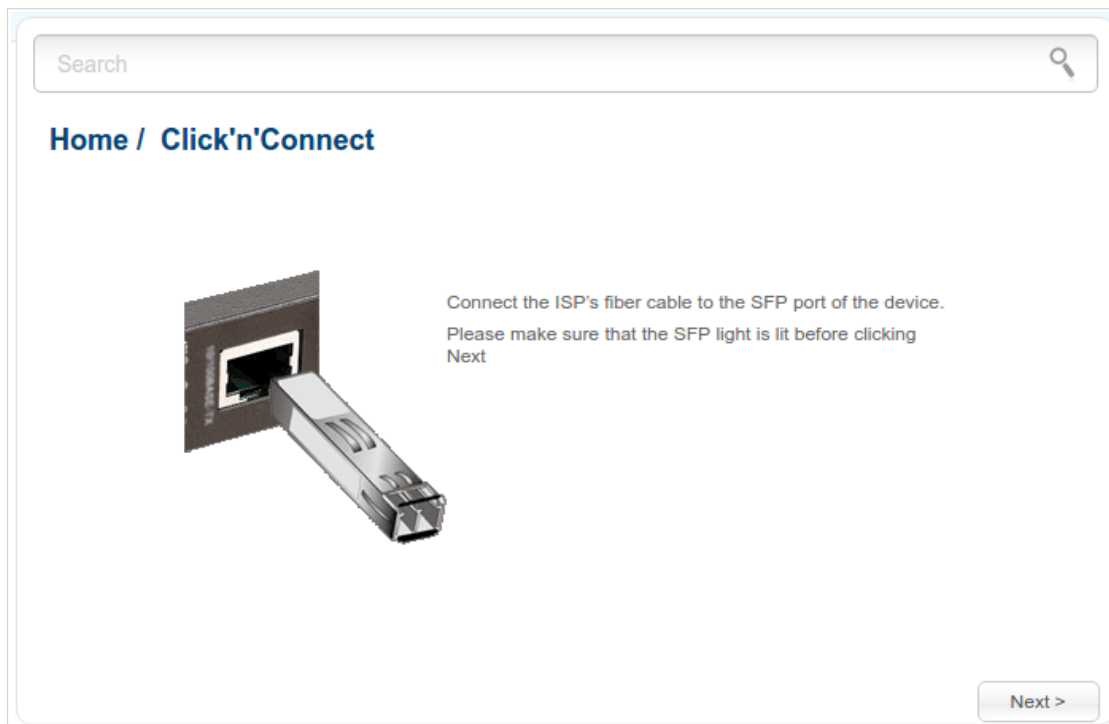 Search
Home / Click'n'Connect
Connect the ISP's fiber cable to the SFP port of the device.
Please make sure that the SFP light is lit before clicking
Next
Next >